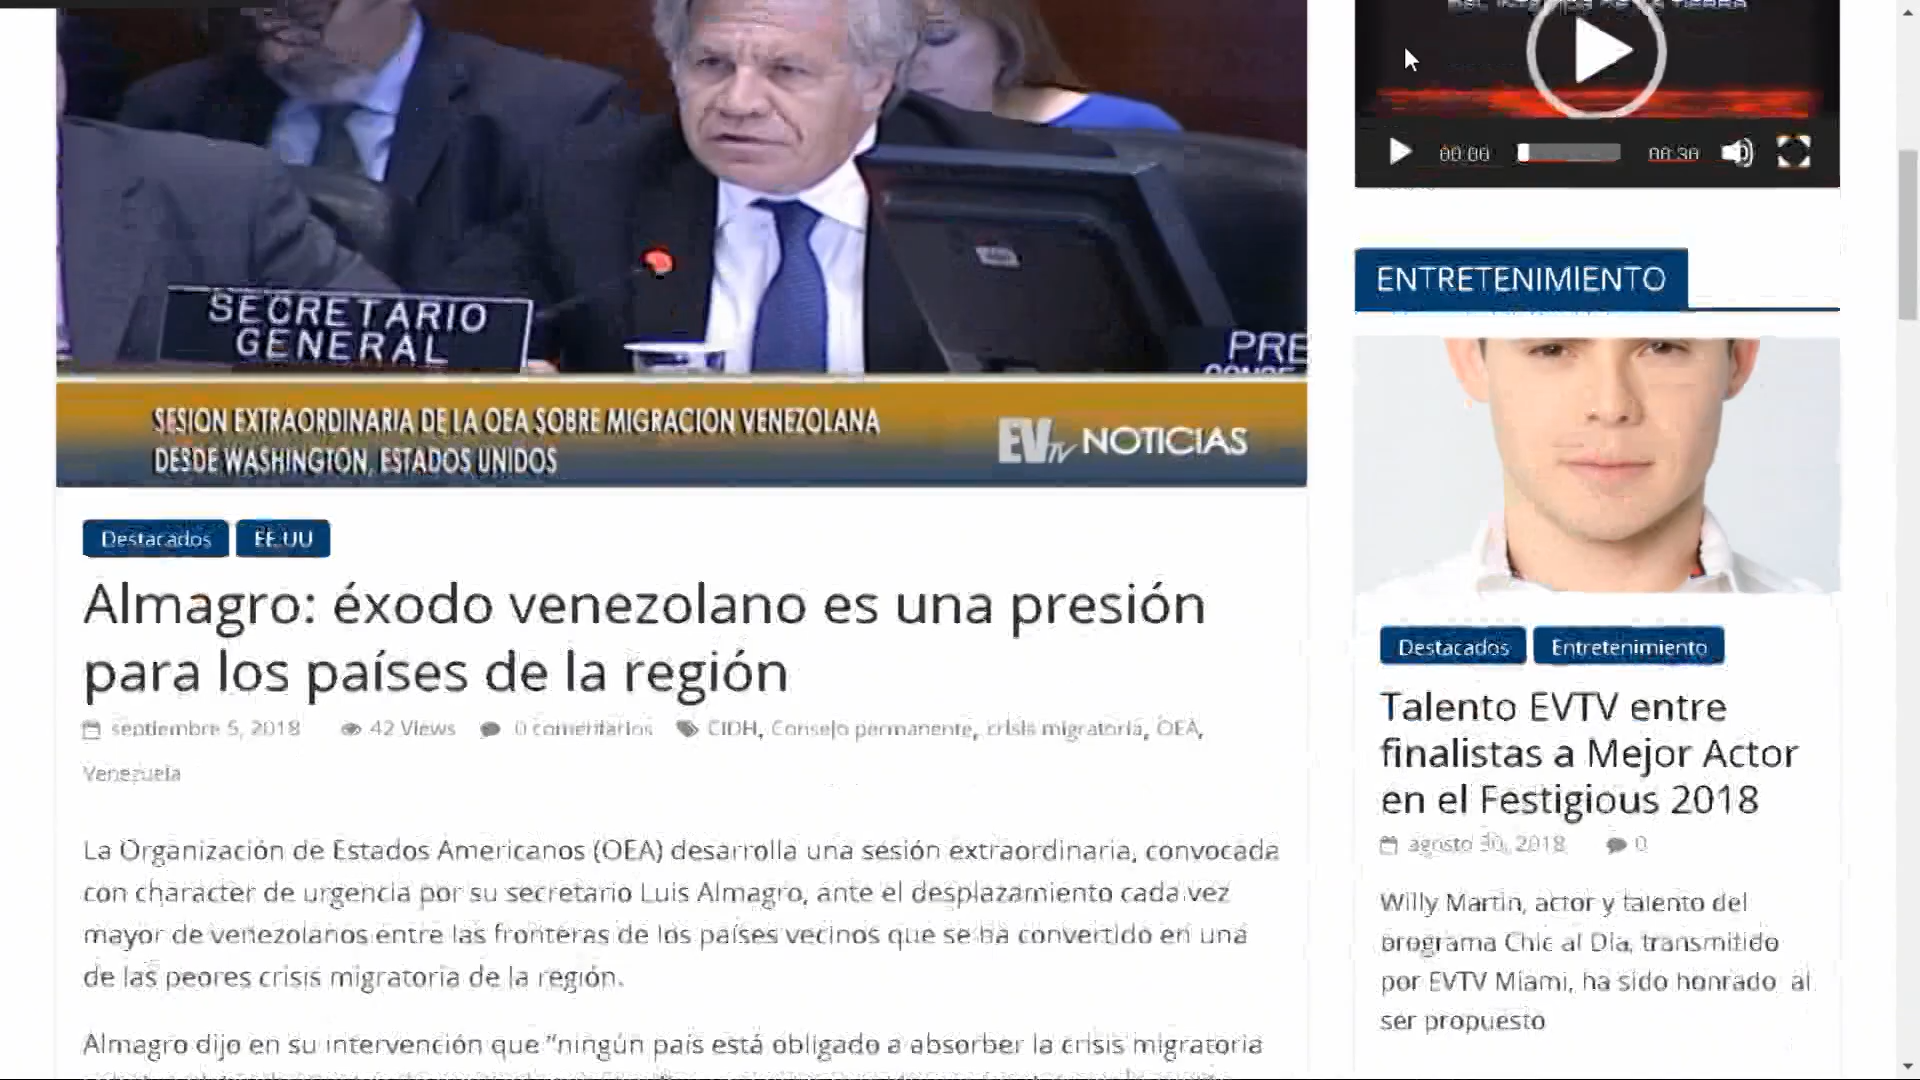 SECRETARIO
GENERAL
PRE
SESION EXTRAORDINARIA DE LA OEA SOBRE MIGRACION VENEZOLANA
DESDE WASHINGTON, ESTADOS UNIDOS
EVTV NOTICIAS
Destacados EE.UU
Almagro: éxodo venezolano es una presión
para los países de la región
septiembre 5, 2018 42 Views 0 comentarios CIDH, Consejo permanente, crisis migratoria, OEA,
Venezuela
La Organización de Estados Americanos (OEA) desarrolla una sesión extraordinaria, convocada
con character de urgencia por su secretario Luis Almagro, ante el desplazamiento cada vez
mayor de venezolanos entre las fronteras de los países vecinos que se ha convertido en una
de las peores crisis migratoria de la región.
Almagro dijo en su intervención que “ningún país está obligado a absorber la crisis migratoria
00:00 00:30
ENTRETENIMIENTO
Destacados Entretenimiento
Talento EVTV entre
finalistas a Mejor Actor
en el Festigious 2018
agosto 30, 2018 0
Willy Martin, actor y talento del
programa Chic al Día, transmitido
por EVTV Miami, ha sido honrado al
ser propuesto